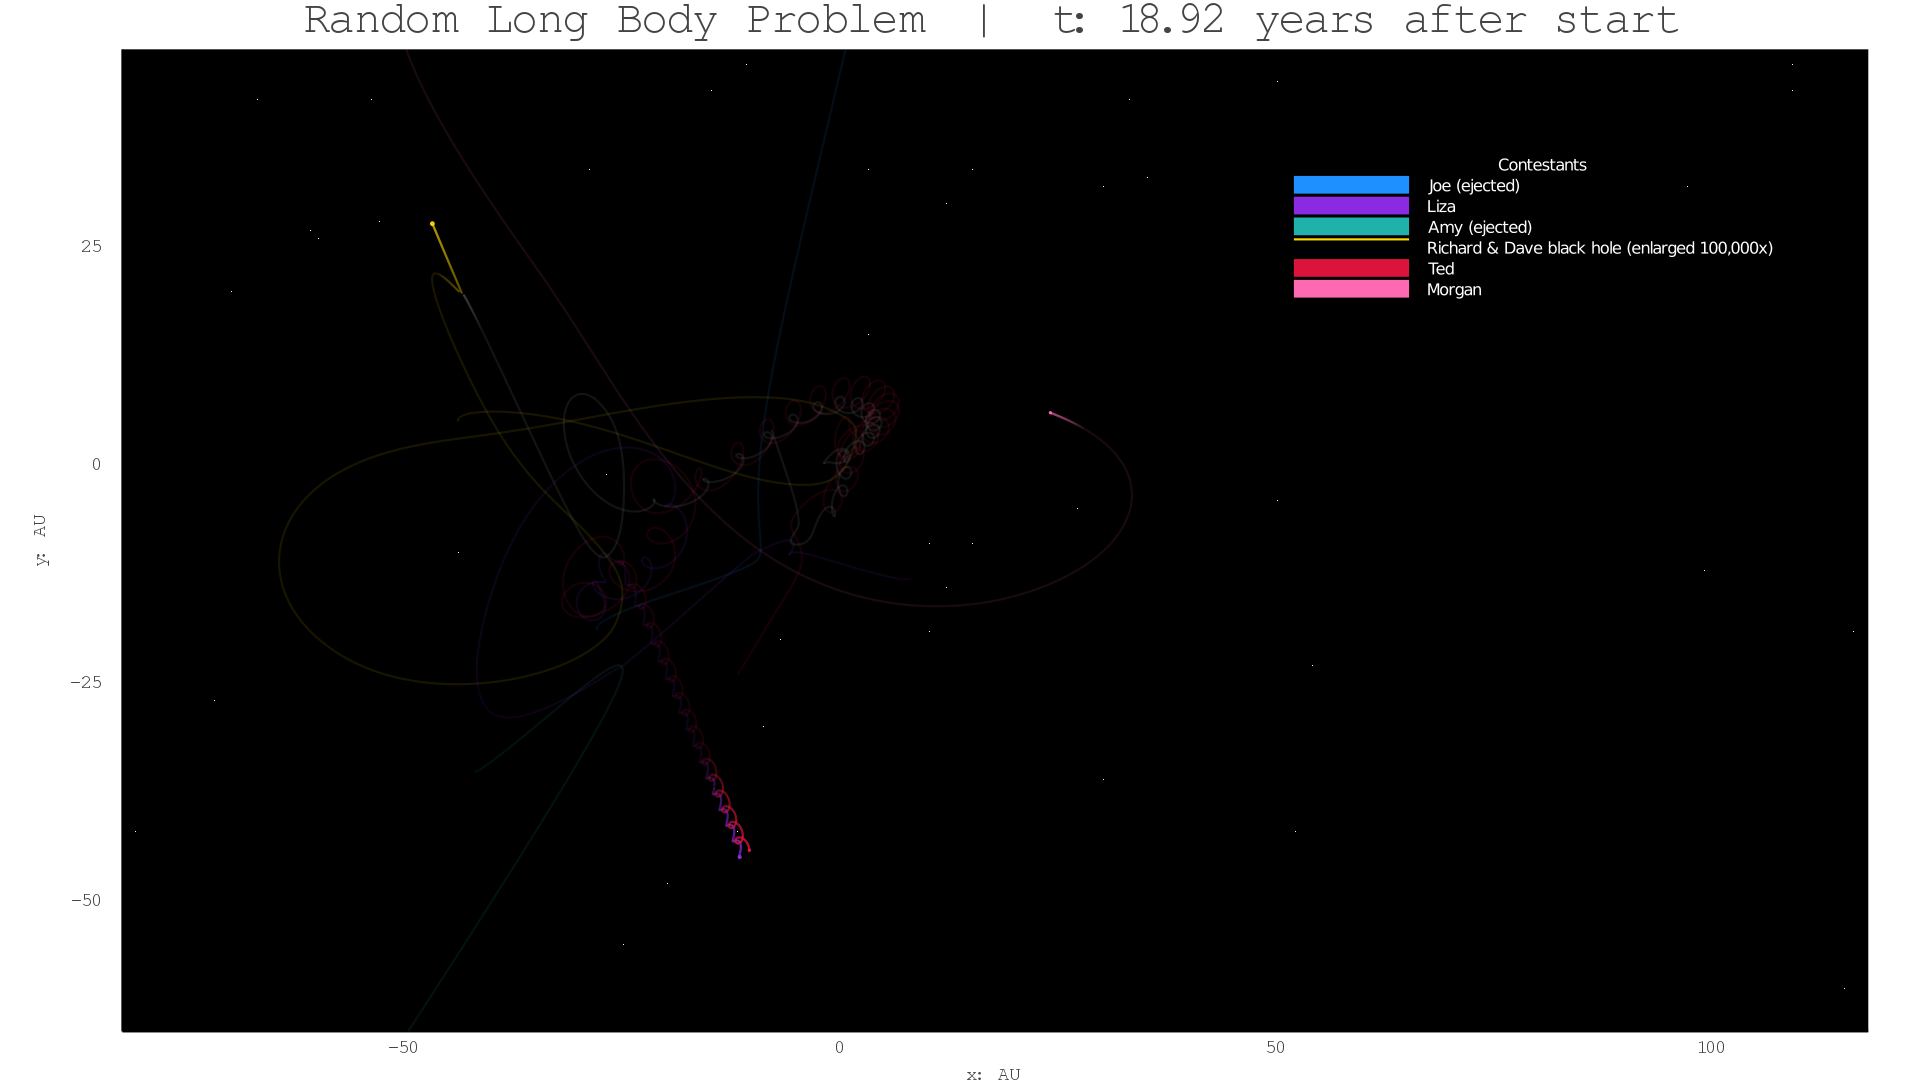 Random Long Body Problem | t: 18.92 years after start
Contestants
Joe (ejected)
Liza
Amy (ejected)
Richard & Dave black hole (enlarged 100,000x)
Ted
Morgan
25
0
−25
−50
y: AU
−50
0
50
100
x: AU